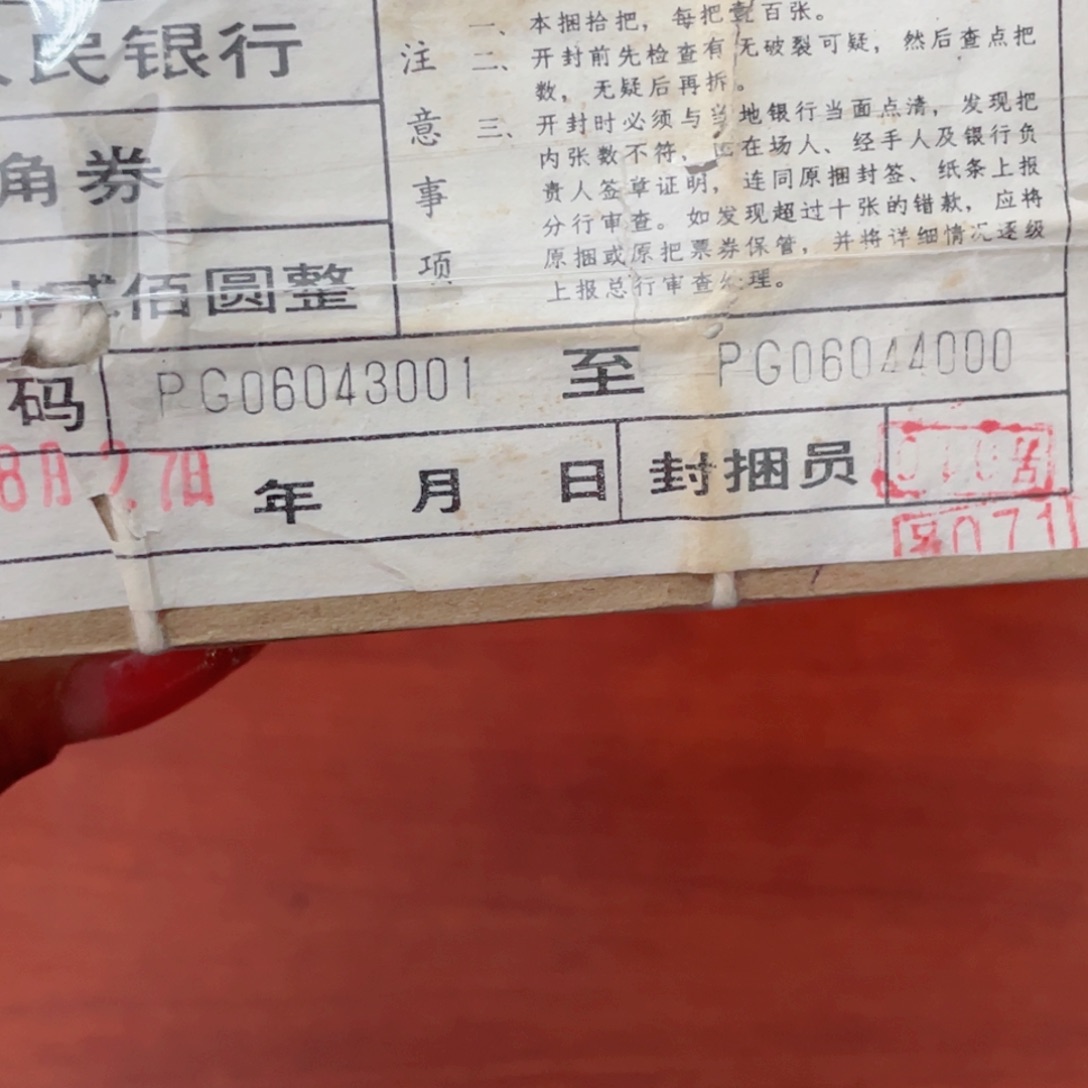 民银行
角券
佰圆整
注意事项
一、本捆拾把，每把壹百张。
二、开封前先检查有无破裂可疑，然后查点把
数，无疑后再拆。
三、开封时必须与当地银行当面点清，发现把
内张数不符，在场人、经手人及银行负
责人签章证明，连同原捆封签、纸条上报
分行审查。如发现超过十张的错款，应将
原捆或原把票券保管，并将详细情况逐级
上报总行审查处理。
码 PG06043001 至 PG06044000
8月27日 年 月 日 封捆员
071